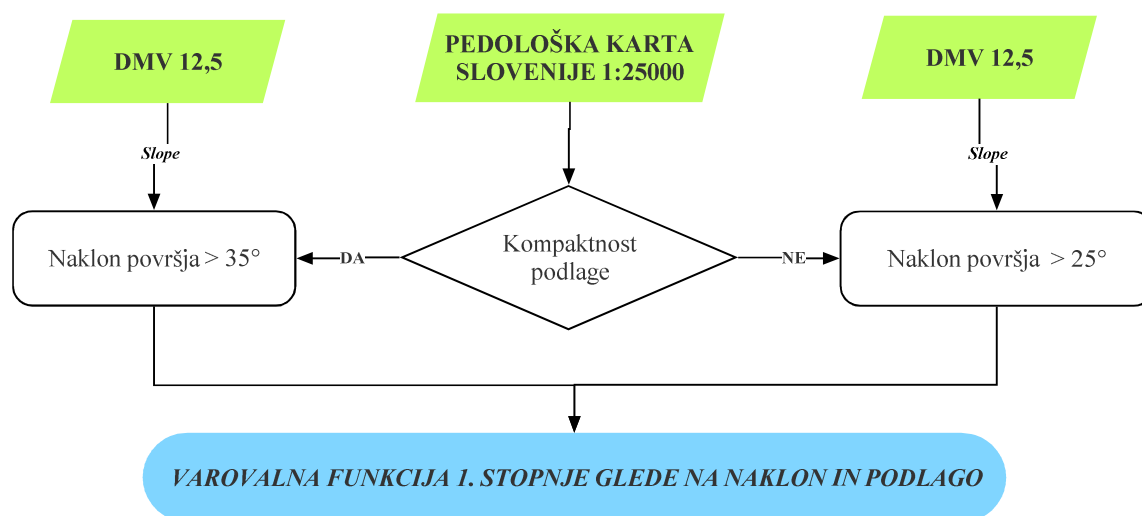 DMV 12,5
PEDOLOŠKA KARTA
SLOVENIJE 1:25000
DMV 12,5
Slope
Slope
Naklon površja > 35°
DA
Kompaktnost
podlage
NE
Naklon površja > 25°
VAROVALNA FUNKCIJA 1. STOPNJE GLEDE NA NAKLON IN PODLAGO